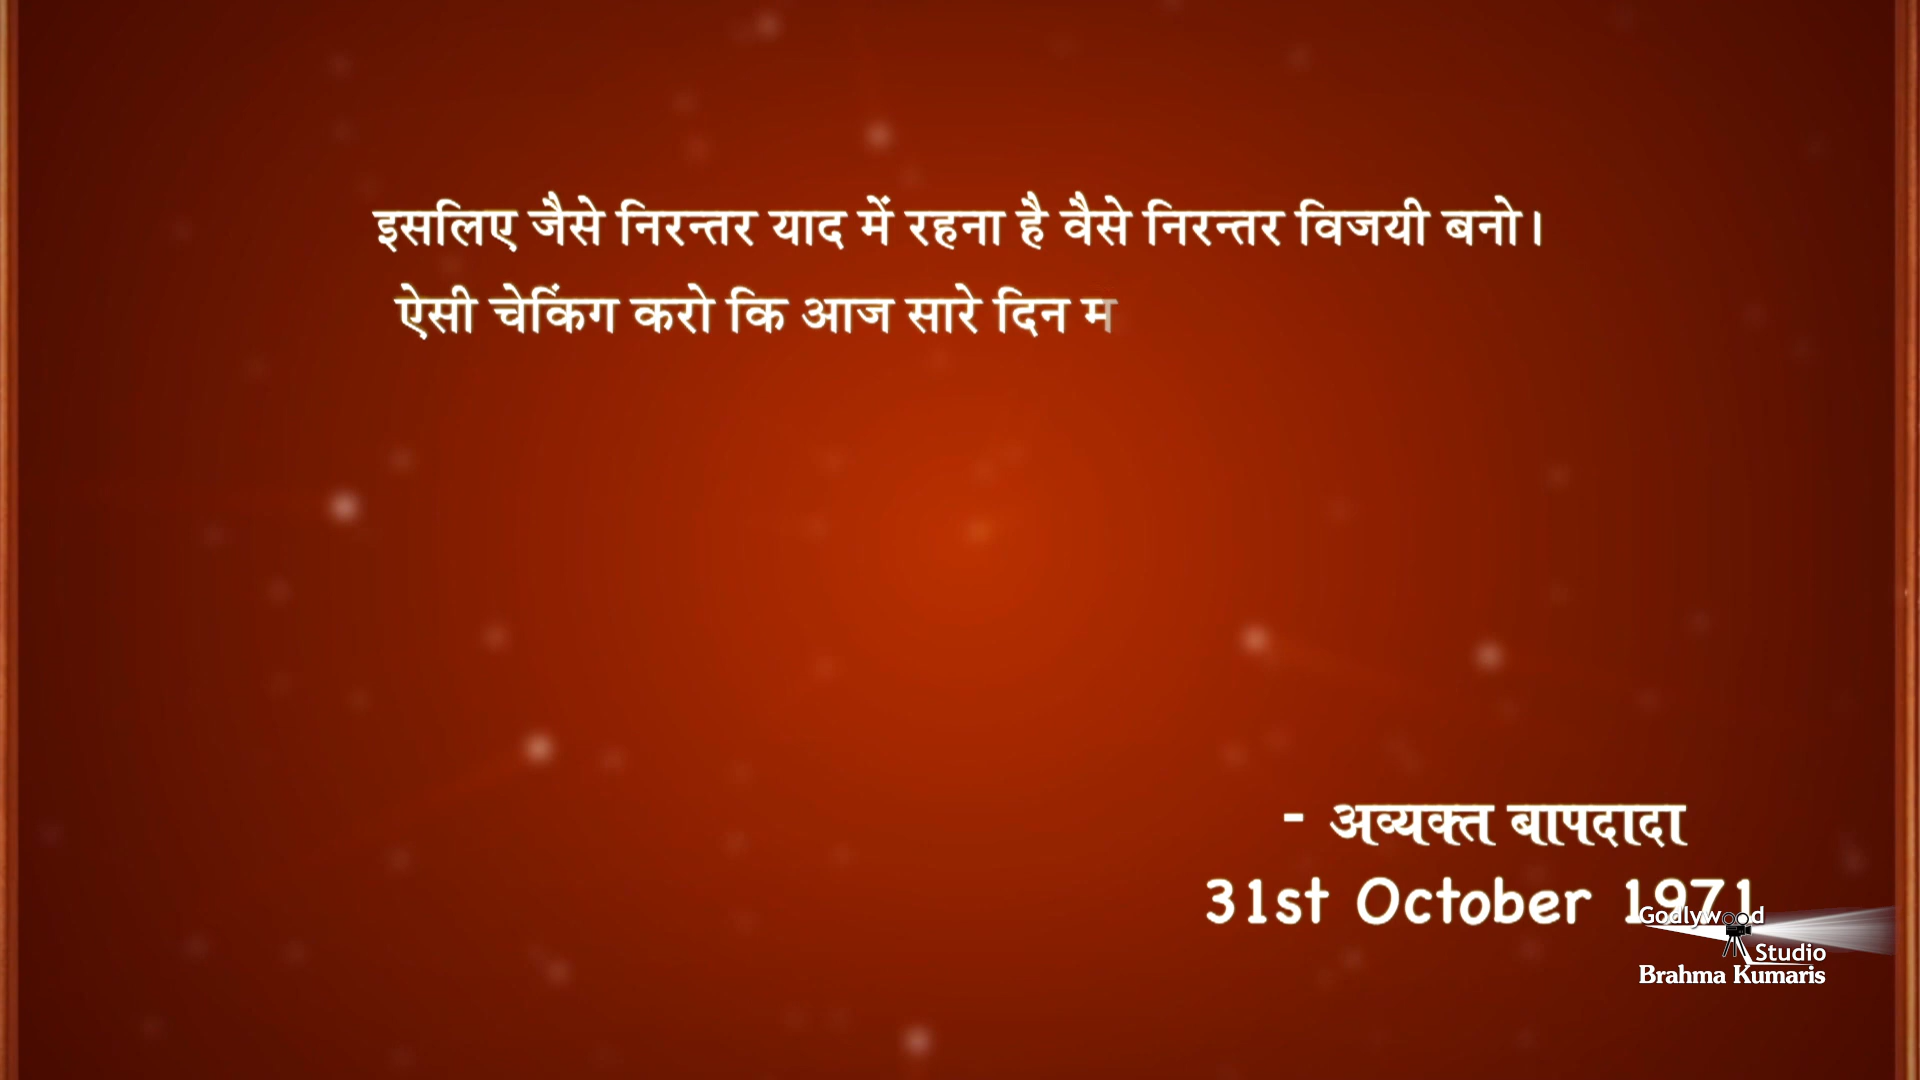 इसलिए जैसे निरन्तर याद में रहना है वैसे निरन्तर विजयी बनो।
ऐसी चेकिंग करो कि आज सारे दिन म
- अव्यक्त बापदादा
31st October 1971
Godlywood
Studio
Brahma Kumaris